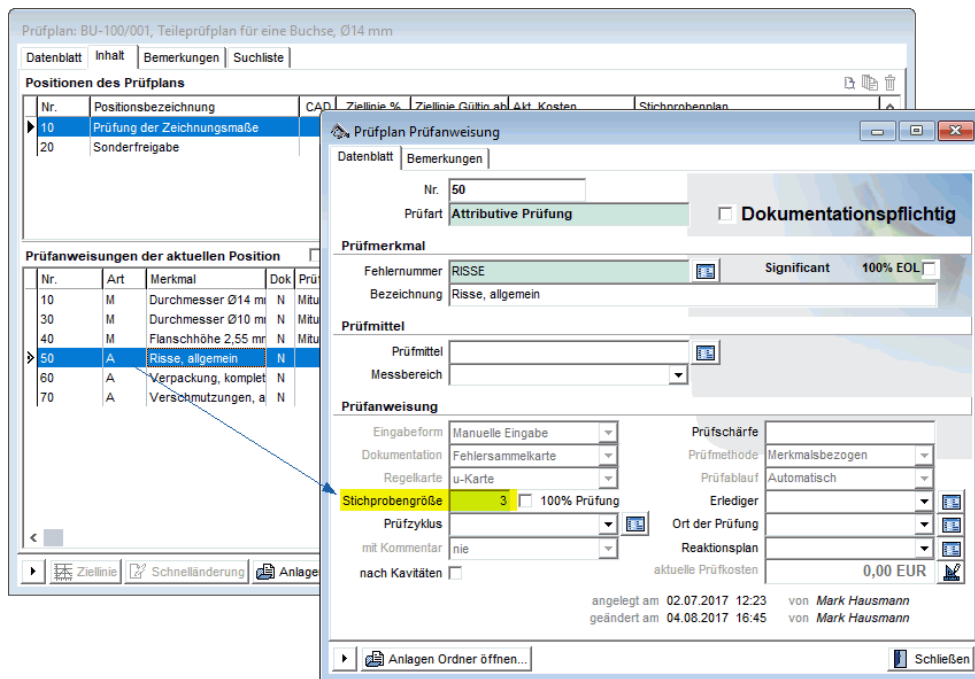 Prüfplan: BU-100/001, Teileprüfplan für eine Buchse, Ø14 mm
Datenblatt Inhalt Bemerkungen Suchliste
Positionen des Prüfplans
Nr. Positionsbezeichnung CAD Ziellinie % Ziellinie Gültig ab Akt. Kosten Stichprobenplan
10 Prüfung der Zeichnungsmaße
20 Sonderfreigabe
Prüfanweisungen der aktuellen Position
Nr. Art Merkmal Dok Prüf
10 M Durchmesser Ø14 m N Mitu
30 M Durchmesser Ø10 m N Mitu
40 M Flanschhöhe 2,55 mr N Mitu
50 A Risse, allgemein N
60 A Verpackung, komplet N
70 A Verschmutzungen, a N
Ziellinie Schnelländerung Anlagen
Prüfplan Prüfanweisung
Datenblatt Bemerkungen
Nr. 50
Prüfart Attributive Prüfung Dokumentationspflichtig
Prüfmerkmal
Fehlernummer RISSE Significant 100% EOL
Bezeichnung Risse, allgemein
Prüfmittel
Prüfmittel
Messbereich
Prüfanweisung
Eingabeform Manuelle Eingabe Prüfschärfe
Dokumentation Fehlersammelkarte Prüfmethode Merkmalsbezogen
Regelkarte u-Karte Prüfablauf Automatisch
Stichprobengröße 3 100% Prüfung Erlediger
Prüfzyklus Ort der Prüfung
mit Kommentar nie Reaktionsplan
nach Kavitäten aktuelle Prüfkosten 0,00 EUR
angelegt am 02.07.2017 12:23 von Mark Hausmann
geändert am 04.08.2017 16:45 von Mark Hausmann
Anlagen Ordner öffnen... Schließen